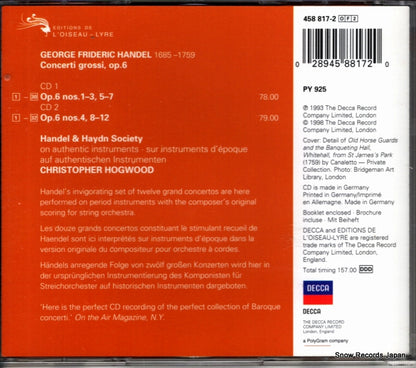 EDITIONS DE
L'OISEAU-LYRE
GEORGE FRIDERIC HANDEL 1685-1759
Concerti grossi, op.6
CD 1
1 - 30 Op.6 nos.1-3, 5-7 78.00
CD 2
1 - 32 Op.6 nos.4, 8-12 79.00
Handel & Haydn Society
on authentic instruments · sur instruments d'époque
auf authentischen Instrumenten
CHRISTOPHER HOGWOOD
Handel's invigorating set of twelve grand concertos are here
performed on period instruments with the composer's original
scoring for string orchestra.
Les douze grands concertos constituant le stimulant recueil de
Haendel sont ici interprétés sur instruments d'époque dans la
version originale du compositeur pour orchestre à cordes.
Händels anregende Folge von zwölf großen Konzerten wird hier in
der ursprünglichen Instrumentierung des Komponisten für
Streichorchester auf historischen Instrumenten dargeboten.
'Here is the perfect CD recording of the perfect collection of Baroque
concerti.' On the Air Magazine, N.Y.
458 817-2 OF2
0 28945 88172 0
PY 925
℗ 1993 The Decca Record
Company Limited, London
© 1998 The Decca Record
Company Limited, London
Cover: Detail of Old Horse Guards
and the Banqueting Hall,
Whitehall, from St James's Park
(1759) by Canaletto – Private
Collection. Photo: Bridgeman Art
Library, London
CD is made in Germany
Printed in Germany/Imprimé
en Allemagne. Made in Germany
Booklet enclosed · Brochure
incluse · Mit Beiheft
DECCA and EDITIONS DE
L'OISEAU-LYRE are registered
trade marks of The Decca Record
Company Limited, London,
England.
Total timing 157.00 DDD
DECCA
DECCA
THE DECCA RECORD
COMPANY LIMITED
London, England
a PolyGram company
Snow Records Japan